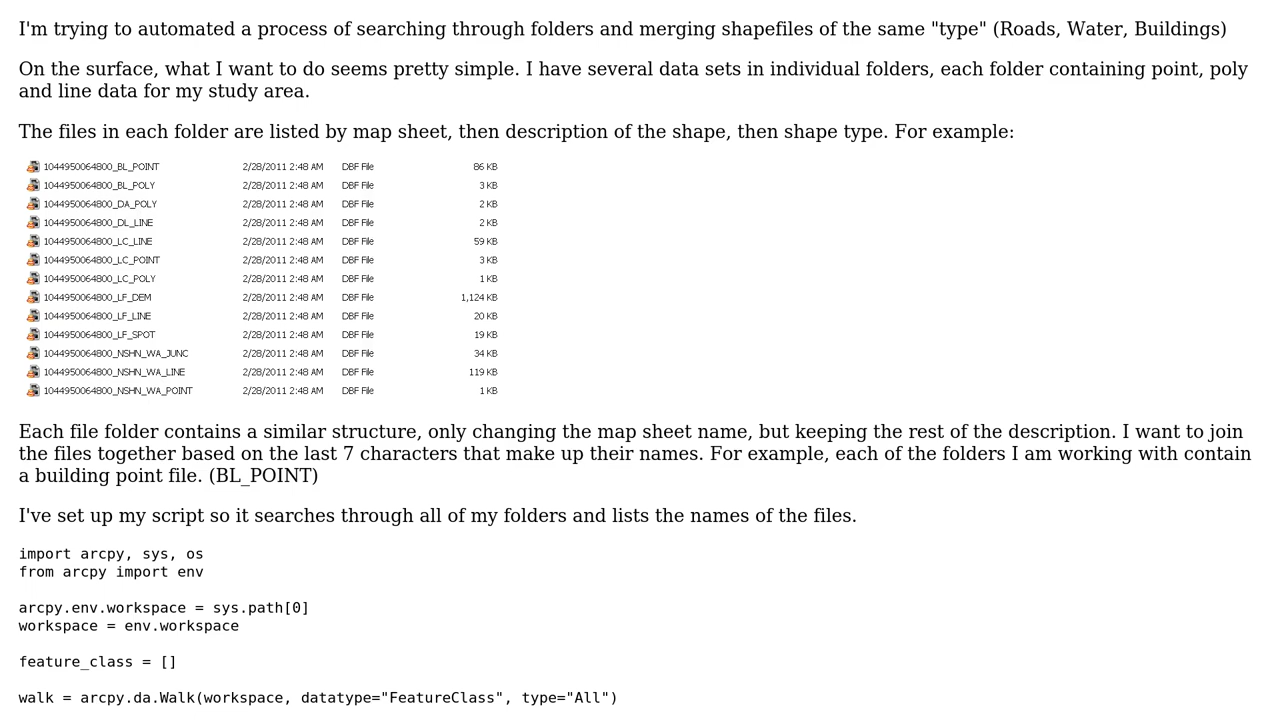 I'm trying to automated a process of searching through folders and merging shapefiles of the same "type" (Roads, Water, Buildings)
On the surface, what I want to do seems pretty simple. I have several data sets in individual folders, each folder containing point, poly
and line data for my study area.
The files in each folder are listed by map sheet, then description of the shape, then shape type. For example:
1044950064800_BL_POINT 2/28/2011 2:48 AM DBF File 86 KB
1044950064800_BL_POLY 2/28/2011 2:48 AM DBF File 3 KB
1044950064800_DA_POLY 2/28/2011 2:48 AM DBF File 2 KB
1044950064800_DL_LINE 2/28/2011 2:48 AM DBF File 2 KB
1044950064800_LC_LINE 2/28/2011 2:48 AM DBF File 59 KB
1044950064800_LC_POINT 2/28/2011 2:48 AM DBF File 3 KB
1044950064800_LC_POLY 2/28/2011 2:48 AM DBF File 1 KB
1044950064800_LF_DEM 2/28/2011 2:48 AM DBF File 1,124 KB
1044950064800_LF_LINE 2/28/2011 2:48 AM DBF File 20 KB
1044950064800_LF_SPOT 2/28/2011 2:48 AM DBF File 19 KB
1044950064800_NSHN_WA_JUNC 2/28/2011 2:48 AM DBF File 34 KB
1044950064800_NSHN_WA_LINE 2/28/2011 2:48 AM DBF File 119 KB
1044950064800_NSHN_WA_POINT 2/28/2011 2:48 AM DBF File 1 KB
Each file folder contains a similar structure, only changing the map sheet name, but keeping the rest of the description. I want to join
the files together based on the last 7 characters that make up their names. For example, each of the folders I am working with contain
a building point file. (BL_POINT)
I've set up my script so it searches through all of my folders and lists the names of the files.
import arcpy, sys, os
from arcpy import env
arcpy.env.workspace = sys.path[0]
workspace = env.workspace
feature_class = []
walk = arcpy.da.Walk(workspace, datatype="FeatureClass", type="All")